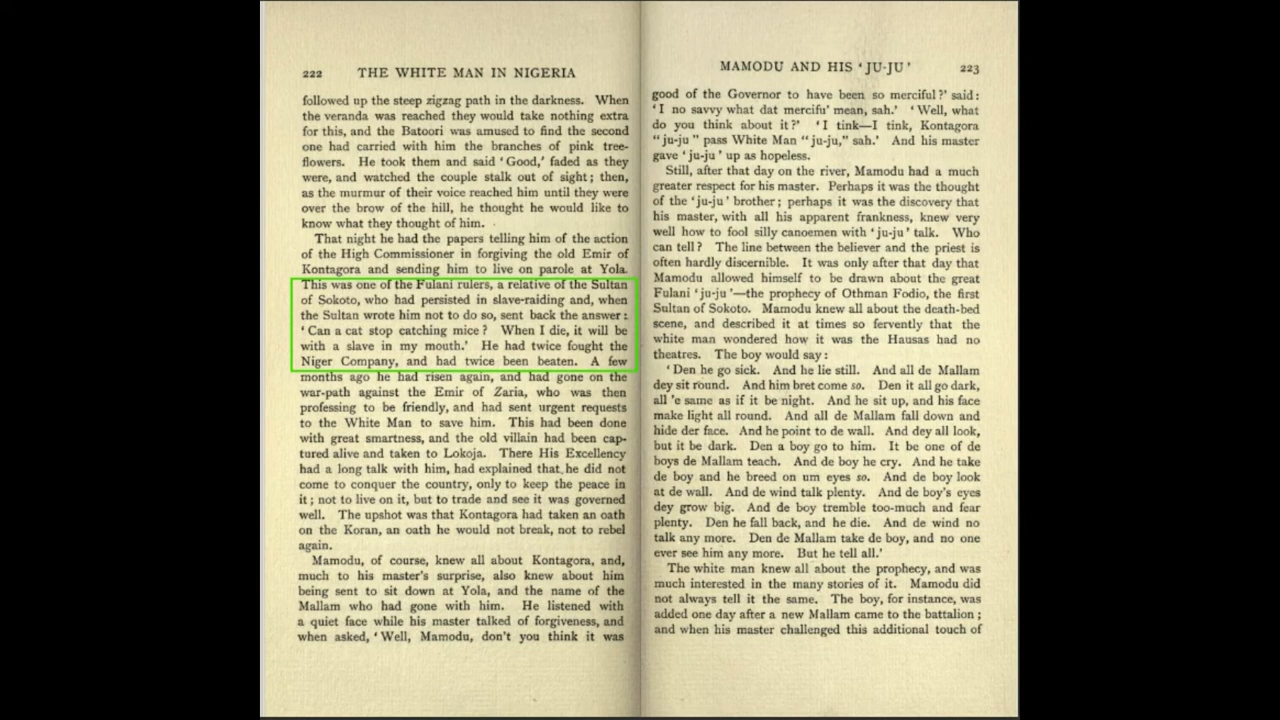 222 THE WHITE MAN IN NIGERIA
followed up the steep zigzag path in the darkness. When
the veranda was reached they would take nothing extra
for this, and the Batoori was amused to find the second
one had carried with him the branches of pink tree-
flowers. He took them and said 'Good,' faded as they
were, and watched the couple stalk out of sight; then,
as the murmur of their voice reached him until they were
over the brow of the hill, he thought he would like to
know what they thought of him.
That night he had the papers telling him of the action
of the High Commissioner in forgiving the old Emir of
Kontagora and sending him to live on parole at Yola.
This was one of the Fulani rulers, a relative of the Sultan
of Sokoto, who had persisted in slave-raiding and, when
the Sultan wrote him not to do so, sent back the answer:
'Can a cat stop catching mice? When I die, it will be
with a slave in my mouth.' He had twice fought the
Niger Company, and had twice been beaten. A few
months ago he had risen again, and had gone on the
war-path against the Emir of Zaria, who was then
professing to be friendly, and had sent urgent requests
to the White Man to save him. This had been done
with great smartness, and the old villain had been cap-
tured alive and taken to Lokoja. There His Excellency
had a long talk with him, had explained that he did not
come to conquer the country, only to keep the peace in
it; not to live on it, but to trade and see it was governed
well. The upshot was that Kontagora had taken an oath
on the Koran, an oath he would not break, not to rebel
again.
Mamodu, of course, knew all about Kontagora, and,
much to his master's surprise, also knew about him
being sent to sit down at Yola, and the name of the
Mallam who had gone with him. He listened with
a quiet face while his master talked of forgiveness, and
when asked, 'Well, Mamodu, don't you think it was
MAMODU AND HIS 'JU-JU' 223
good of the Governor to have been so merciful?' said:
'I no savvy what dat mercifu' mean, sah.' 'Well, what
do you think about it?' 'I tink—I tink, Kontagora
"ju-ju" pass White Man "ju-ju," sah.' And his master
gave 'ju-ju' up as hopeless.
Still, after that day on the river, Mamodu had a much
greater respect for his master. Perhaps it was the thought
of the 'ju-ju' brother; perhaps it was the discovery that
his master, with all his apparent frankness, knew very
well how to fool silly canoemen with 'ju-ju' talk. Who
can tell? The line between the believer and the priest is
often hardly discernible. It was only after that day that
Mamodu allowed himself to be drawn about the great
Fulani 'ju-ju'—the prophecy of Othman Fodio, the first
Sultan of Sokoto. Mamodu knew all about the death-bed
scene, and described it at times so fervently that the
white man wondered how it was the Hausas had no
theatres. The boy would say:
'Den he go sick. And he lie still. And all de Mallam
dey sit round. And him bret come so. Den it all go dark,
all 'e same as if it be night. And he sit up, and his face
make light all round. And all de Mallam fall down and
hide der face. And he point to de wall. And dey all look,
but it be dark. Den a boy go to him. It be one of de
boys de Mallam teach. And de boy he cry. And he take
de boy and he breed on um eyes so. And de boy look
at de wall. And de wind talk plenty. And de boy's eyes
dey grow big. And de boy tremble too-much and fear
plenty. Den he fall back, and he die. And de wind no
talk any more. Den de Mallam take de boy, and no one
ever see him any more. But he tell all.'
The white man knew all about the prophecy, and was
much interested in the many stories of it. Mamodu did
not always tell it the same. The boy, for instance, was
added one day after a new Mallam came to the battalion;
and when his master challenged this additional touch of